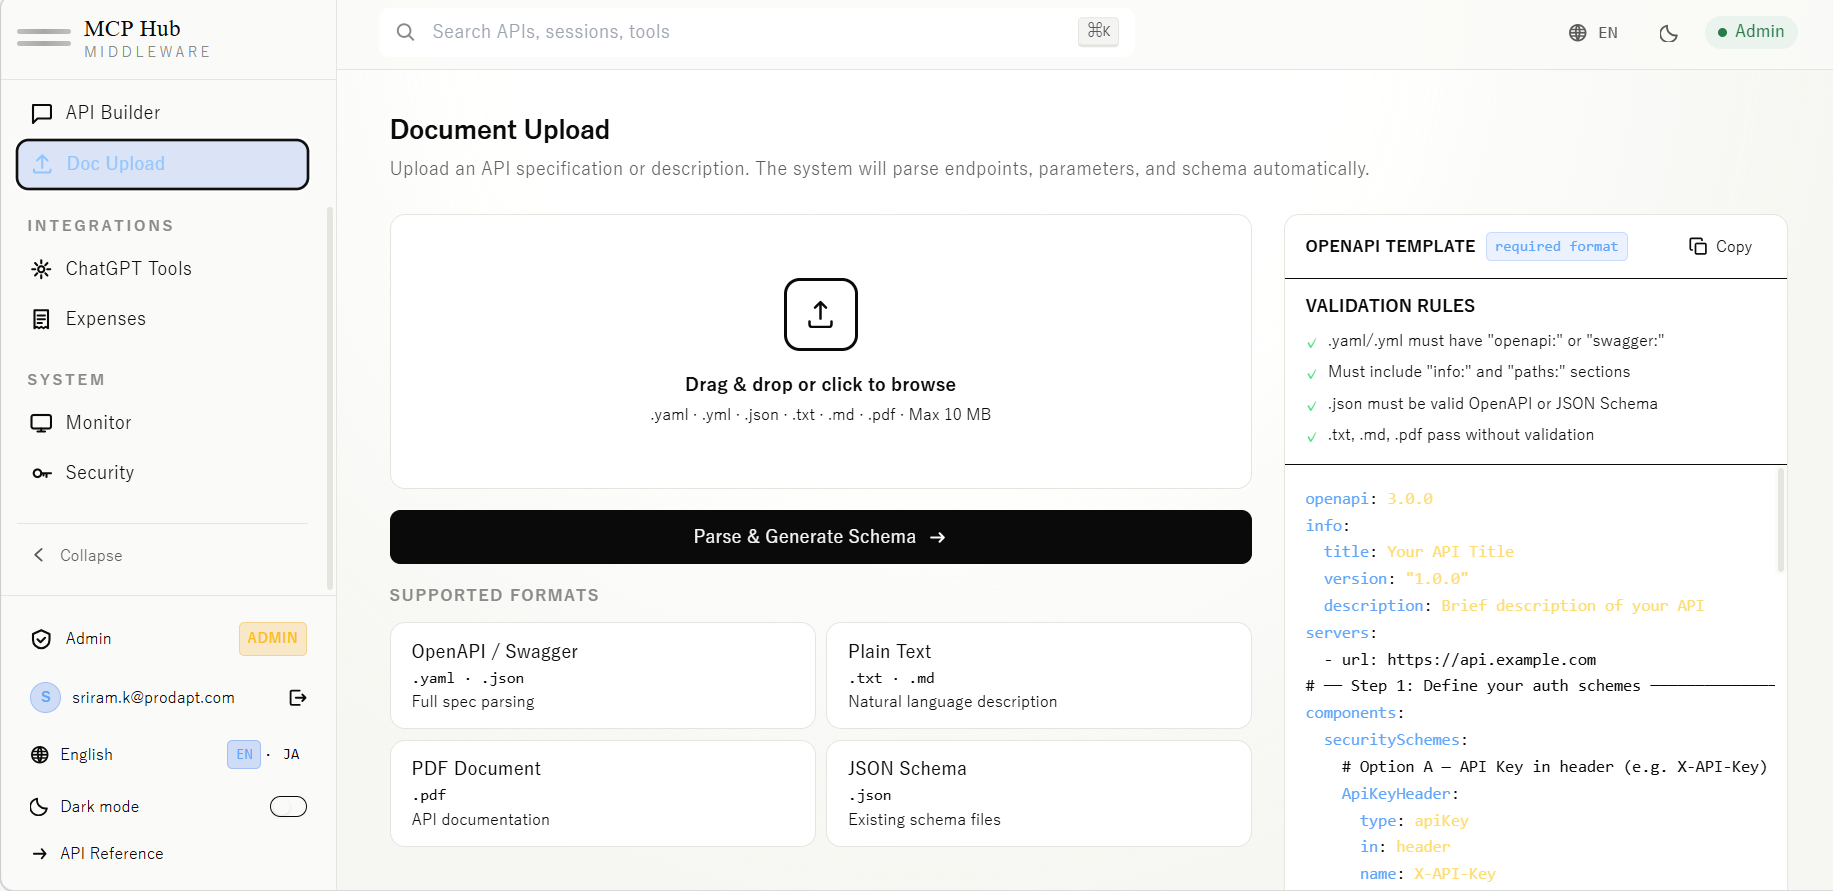 MCP Hub
MIDDLEWARE
API Builder
Doc Upload
INTEGRATIONS
ChatGPT Tools
Expenses
SYSTEM
Monitor
Security
Collapse
Admin
ADMIN
S
sriram.k@prodapt.com
English
EN · JA
Dark mode
API Reference
Search APIs, sessions, tools
⌘K
EN
Admin
Document Upload
Upload an API specification or description. The system will parse endpoints, parameters, and schema automatically.
Drag & drop or click to browse
.yaml · .yml · .json · .txt · .md · .pdf · Max 10 MB
Parse & Generate Schema →
SUPPORTED FORMATS
OpenAPI / Swagger
.yaml · .json
Full spec parsing
Plain Text
.txt · .md
Natural language description
PDF Document
.pdf
API documentation
JSON Schema
.json
Existing schema files
OPENAPI TEMPLATE
required format
Copy
VALIDATION RULES
✓ .yaml/.yml must have "openapi:" or "swagger:"
✓ Must include "info:" and "paths:" sections
✓ .json must be valid OpenAPI or JSON Schema
✓ .txt, .md, .pdf pass without validation
openapi: 3.0.0
info:
  title: Your API Title
  version: "1.0.0"
  description: Brief description of your API
servers:
  - url: https://api.example.com
# —— Step 1: Define your auth schemes ——————————————
components:
  securitySchemes:
    # Option A — API Key in header (e.g. X-API-Key)
    ApiKeyHeader:
      type: apiKey
      in: header
      name: X-API-Key